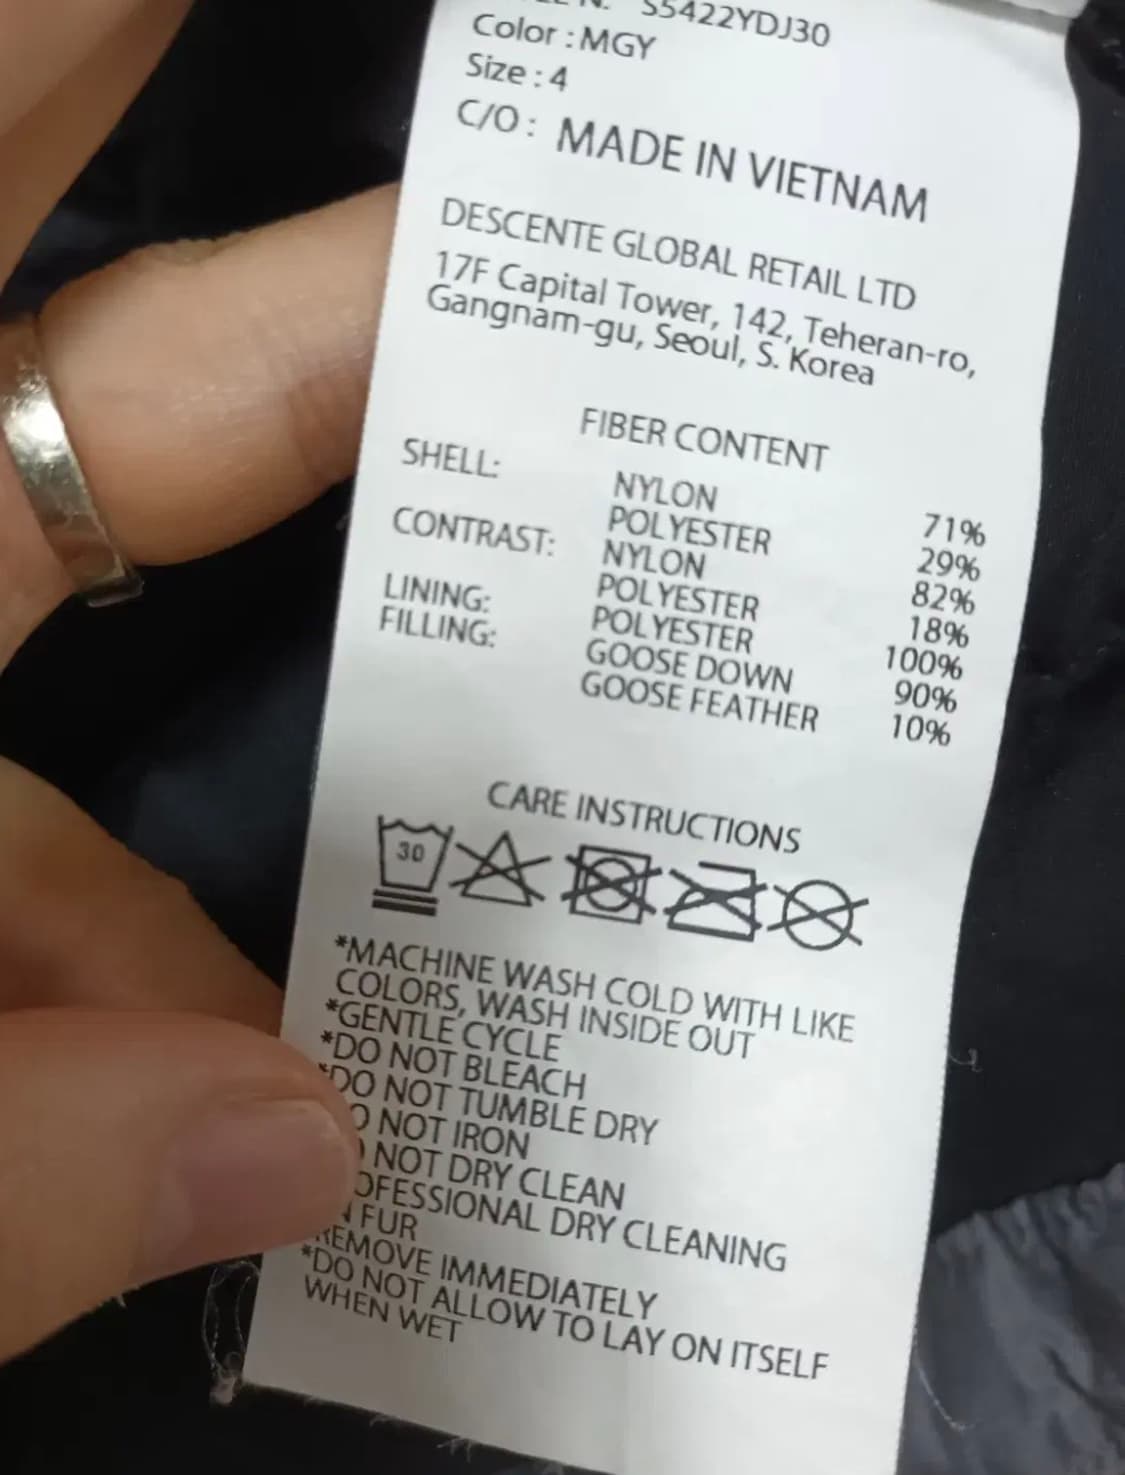 S5422YDJ30
Color : MGY
Size : 4
C/O : MADE IN VIETNAM
DESCENTE GLOBAL RETAIL LTD
17F Capital Tower, 142, Teheran-ro,
Gangnam-gu, Seoul, S. Korea
FIBER CONTENT
SHELL: NYLON 71%
POLYESTER 29%
CONTRAST: NYLON 82%
POLYESTER 18%
LINING: POLYESTER 100%
FILLING: GOOSE DOWN 90%
GOOSE FEATHER 10%
CARE INSTRUCTIONS
30
*MACHINE WASH COLD WITH LIKE
COLORS, WASH INSIDE OUT
*GENTLE CYCLE
*DO NOT BLEACH
*DO NOT TUMBLE DRY
NOT IRON
NOT DRY CLEAN
DRY CLEANING
FUR
REMOVE IMMEDIATELY
*DO NOT ALLOW TO LAY ON ITSELF
WHEN WET